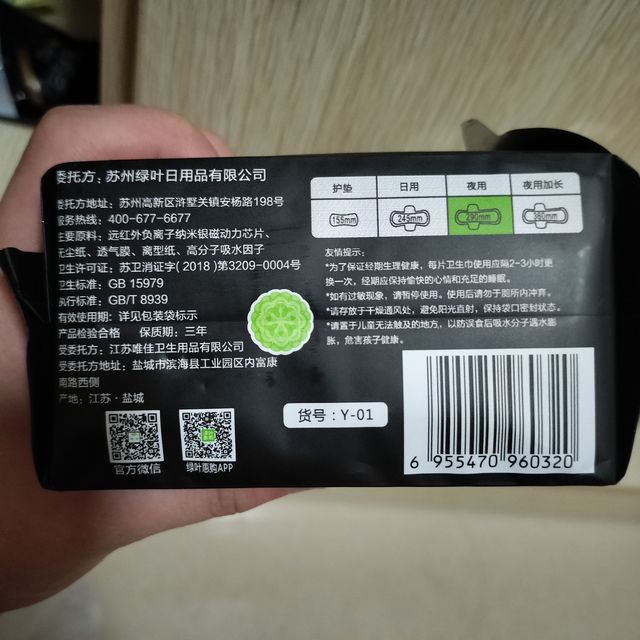 委托方：苏州绿叶日用品有限公司
委托方地址：苏州高新区浒墅关镇安杨路198号
服务热线：400-677-6677
主要原料：远红外负离子纳米银磁动力芯片、
无尘纸、透气膜、离型纸、高分子吸水因子
卫生许可证：苏卫消证字(2018)第3209-0004号
卫生标准：GB 15979
执行标准：GB/T 8939
有效使用期：详见包装袋标示
产品检验合格 保质期：三年
受委托方：江苏唯佳卫生用品有限公司
受委托方地址：盐城市滨海县工业园区内富康
南路西侧
产地：江苏·盐城
官方微信
绿叶惠购APP
护垫 日用 夜用 夜用加长
155mm 245mm 290mm 350mm
友情提示：
*为了保证经期生理健康，每片卫生巾使用应隔2-3小时更
换一次，经期应保持愉快的心情和充足的睡眠。
*如有过敏现象，请暂停使用。使用后请勿于厕所内冲弃。
*请存放于干燥通风处，避免阳光直射，保持袋口密封状态。
*请置于儿童无法触及的地方，以防误食后吸水分子遇水膨
胀，危害孩子健康。
货号：Y-01
6 955470 960320